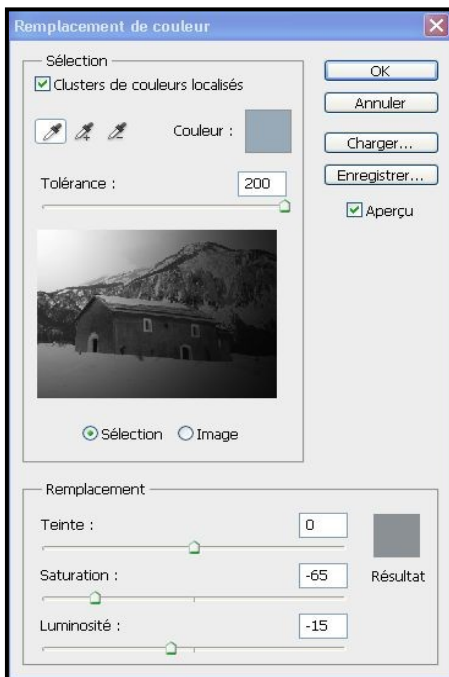 Remplacement de couleur
Sélection
Clusters de couleurs localisés
Couleur :
Tolérance :
200
Sélection
Image
OK
Annuler
Charger...
Enregistrer...
Aperçu
Remplacement
Teinte :
0
Saturation :
-65
Résultat
Luminosité :
-15